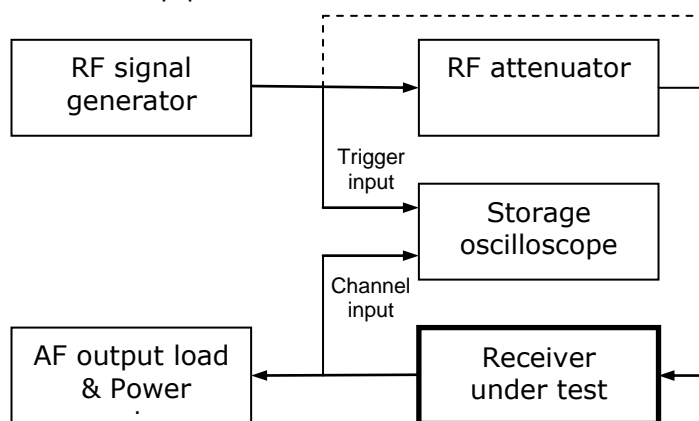 RF signal
generator
RF attenuator
Trigger
input
Storage
oscilloscope
Channel
input
AF output load
& Power
Receiver
under test